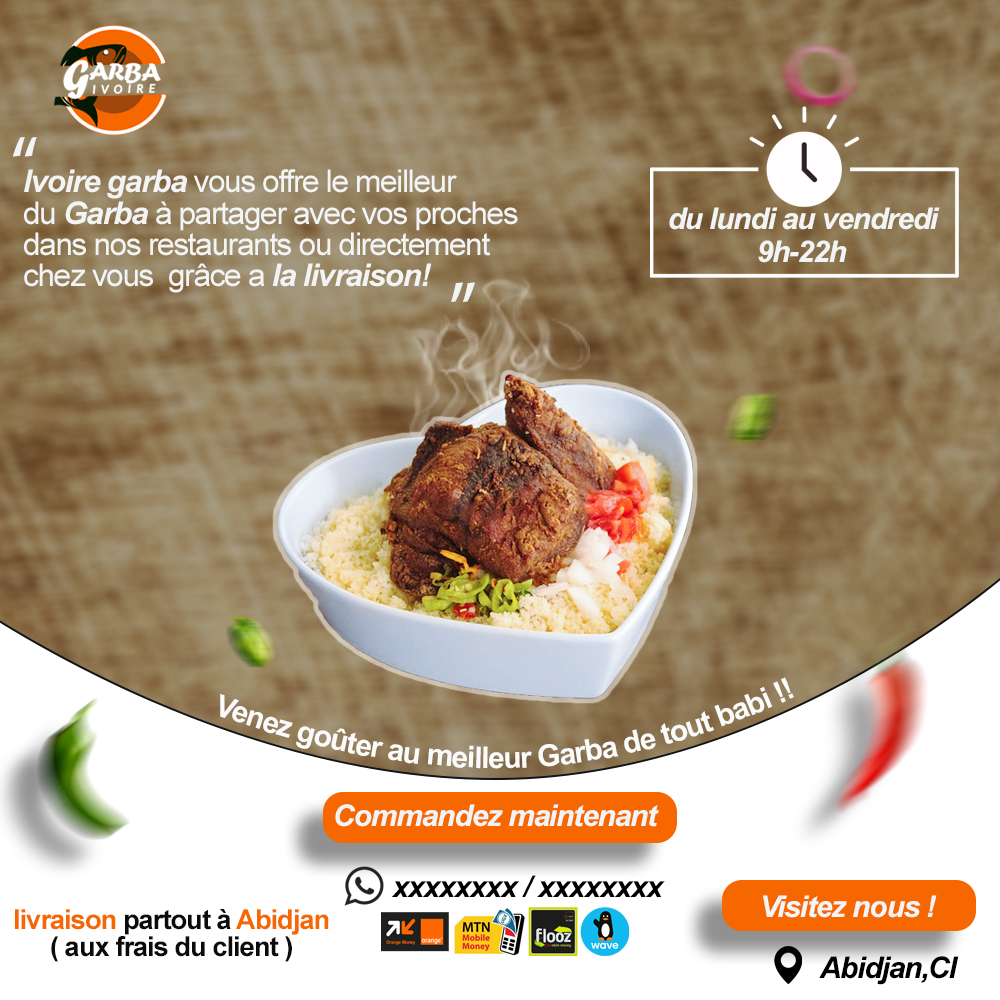 GARBA
IVOIRE
"
Ivoire garba vous offre le meilleur
du Garba à partager avec vos proches
dans nos restaurants ou directement
chez vous grâce a la livraison!
"
du lundi au vendredi
9h-22h
Venez goûter au meilleur Garba de tout babi !!
Commandez maintenant
xxxxxxxx / xxxxxxxx
livraison partout à Abidjan
( aux frais du client )
Orange Money
orange
MTN
Mobile
Money
flooz
wave
Visitez nous !
Abidjan,CI